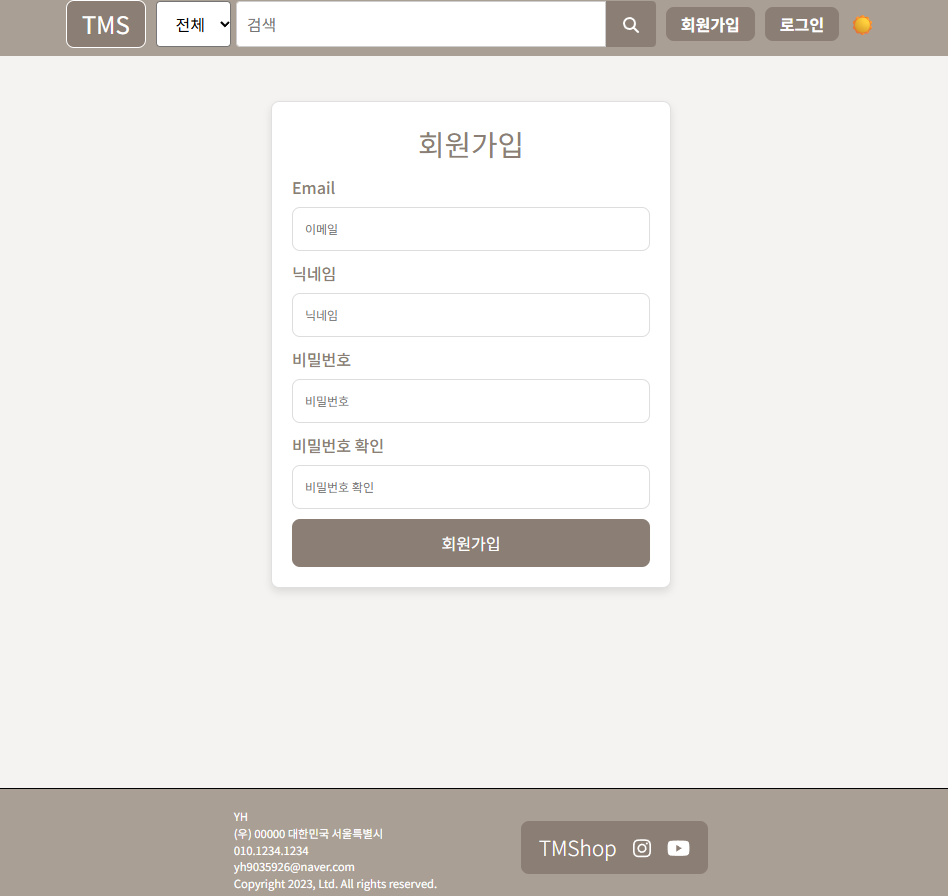 TMS 전체 검색 회원가입 로그인
회원가입
Email
이메일
닉네임
닉네임
비밀번호
비밀번호
비밀번호 확인
비밀번호 확인
회원가입
YH
(우) 00000 대한민국 서울특별시
010.1234.1234
yh9035926@naver.com
Copyright 2023, Ltd. All rights reserved.
TMShop